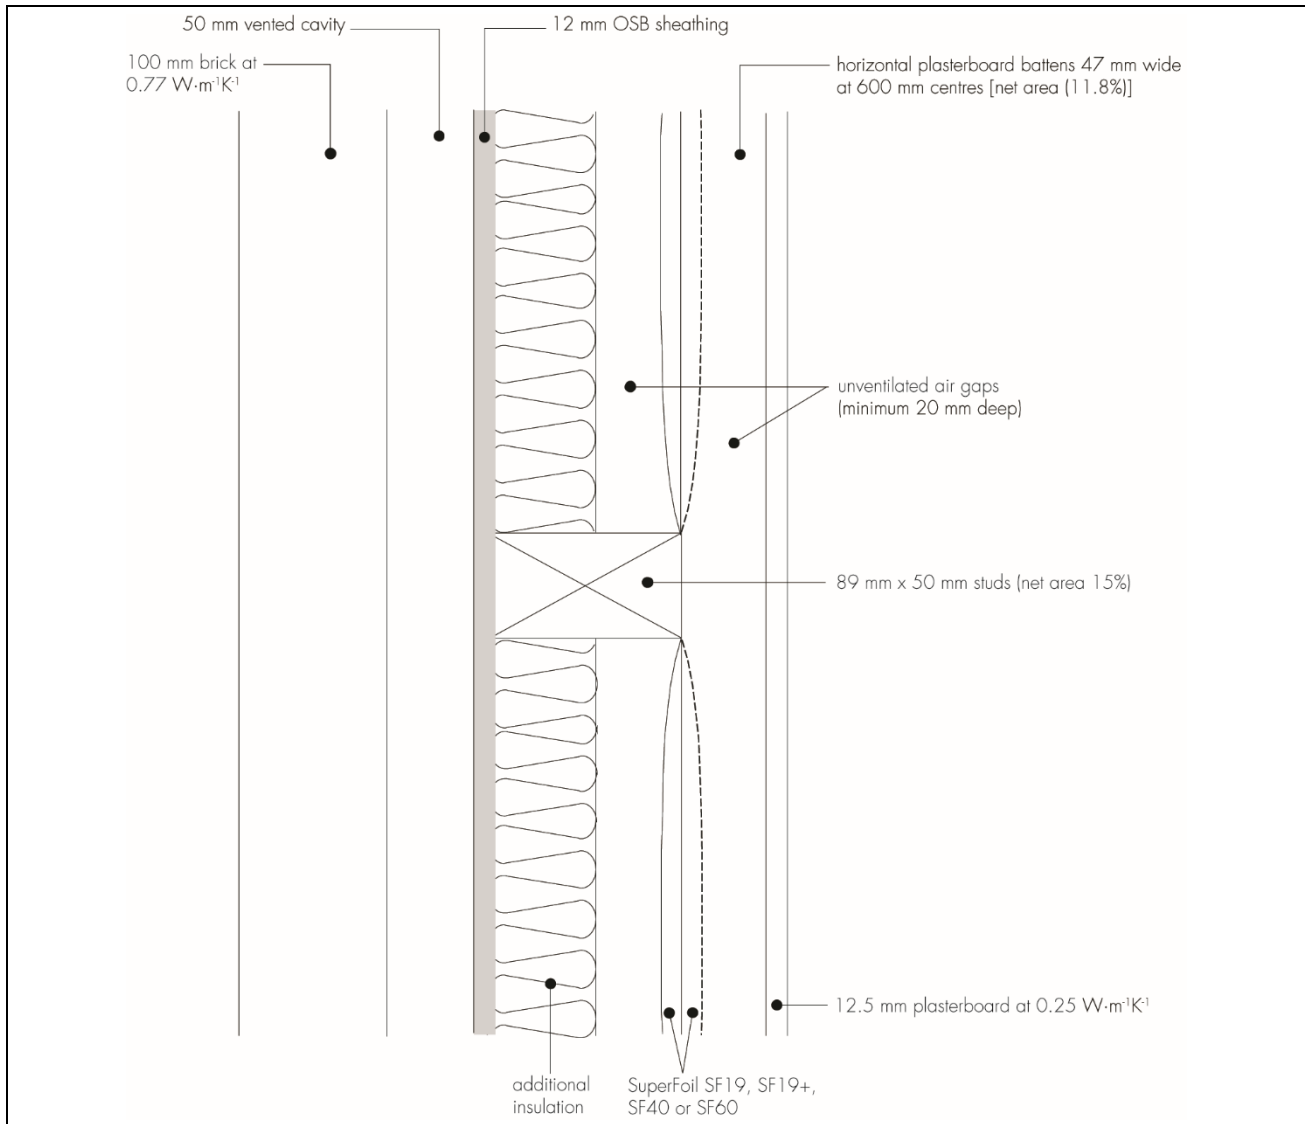 50 mm vented cavity
12 mm OSB sheathing
100 mm brick at
0.77 W·m⁻¹K⁻¹
horizontal plasterboard battens 47 mm wide
at 600 mm centres [net area (11.8%)]
unventilated air gaps
(minimum 20 mm deep)
89 mm x 50 mm studs (net area 15%)
12.5 mm plasterboard at 0.25 W·m⁻¹K⁻¹
additional
insulation
SuperFoil SF19, SF19+,
SF40 or SF60